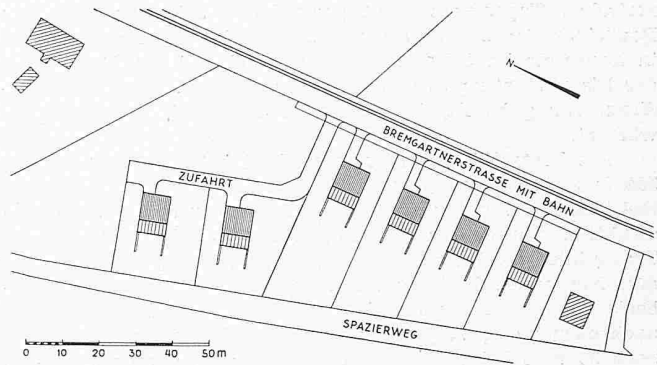 N
BREMGARTNERSTRASSE MIT BAHN
ZUFAHRT
SPAZIERWEG
0 10 20 30 40 50 m